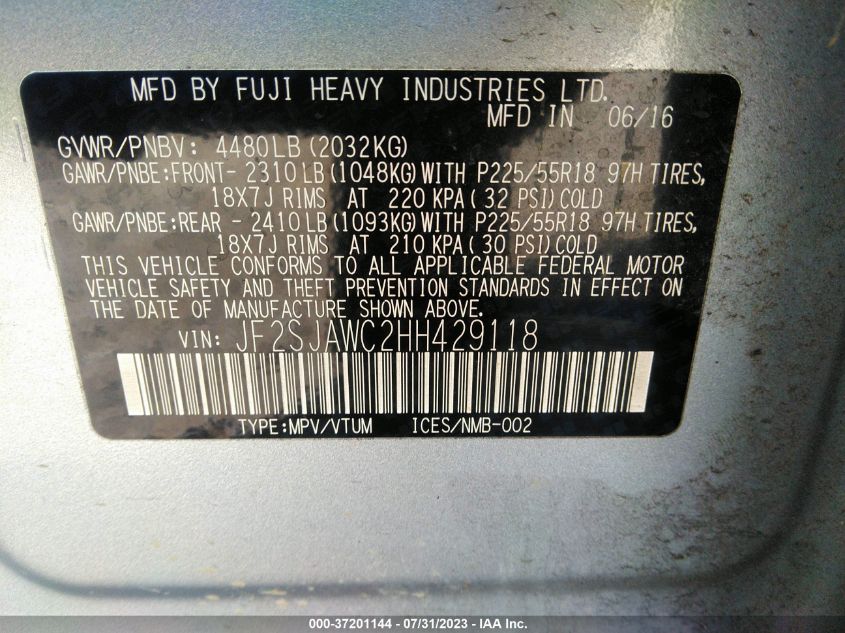 MFD BY FUJI HEAVY INDUSTRIES LTD.
MFD IN 06/16
GVWR/PNBV: 4480LB(2032KG)
GAWR/PNBE:FRONT- 2310LB(1048KG)WITH P225/55R18 97H TIRES,
18X7J RIMS AT 220 KPA(32 PSI)COLD
GAWR/PNBE:REAR - 2410LB(1093KG)WITH P225/55R18 97H TIRES,
18X7J RIMS AT 210 KPA(30 PSI)COLD
THIS VEHICLE CONFORMS TO ALL APPLICABLE FEDERAL MOTOR
VEHICLE SAFETY AND THEFT PREVENTION STANDARDS IN EFFECT ON
THE DATE OF MANUFACTURE SHOWN ABOVE.
VIN: JF2SJAWC2HH429118
TYPE:MPV/VTUM ICES/NMB-002
000-37201144 - 07/31/2023 - IAA Inc.